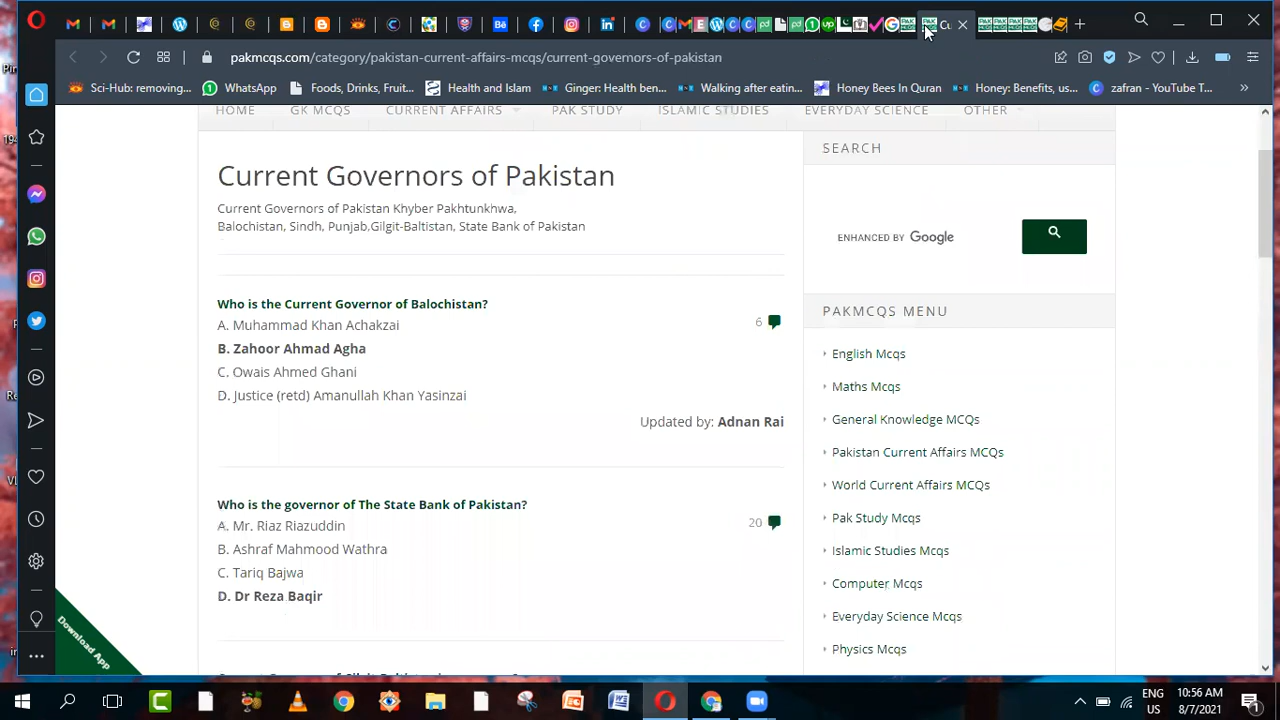 Cu
pakmcqs.com/category/pakistan-current-affairs-mcqs/current-governors-of-pakistan
Sci-Hub: removing... WhatsApp Foods, Drinks, Fruit... Health and Islam Ginger: Health ben... Walking after eatin... Honey Bees In Quran Honey: Benefits, us... zafran - YouTube T...
HOME GK MCQS CURRENT AFFAIRS PAK STUDY ISLAMIC STUDIES EVERYDAY SCIENCE OTHER
Current Governors of Pakistan
Current Governors of Pakistan Khyber Pakhtunkhwa,
Balochistan, Sindh, Punjab,Gilgit-Baltistan, State Bank of Pakistan
Who is the Current Governor of Balochistan?
6
A. Muhammad Khan Achakzai
B. Zahoor Ahmad Agha
C. Owais Ahmed Ghani
D. Justice (retd) Amanullah Khan Yasinzai
Updated by: Adnan Rai
Who is the governor of The State Bank of Pakistan?
20
A. Mr. Riaz Riazuddin
B. Ashraf Mahmood Wathra
C. Tariq Bajwa
D. Dr Reza Baqir
SEARCH
ENHANCED BY Google
PAKMCQS MENU
English Mcqs
Maths Mcqs
General Knowledge MCQs
Pakistan Current Affairs MCQs
World Current Affairs MCQs
Pak Study Mcqs
Islamic Studies Mcqs
Computer Mcqs
Everyday Science Mcqs
Physics Mcqs
Download App
ENG
US
10:56 AM
8/7/2021